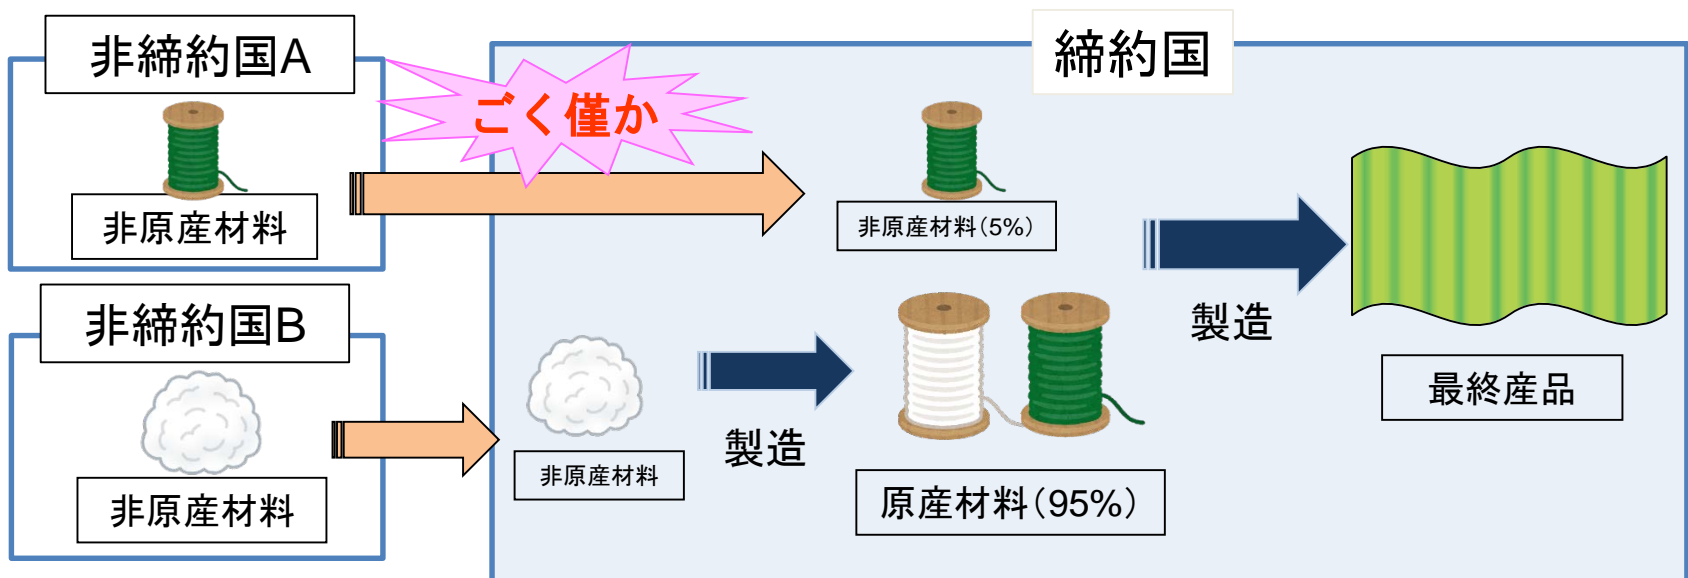 非締約国A
ごく僅か
非原産材料
非締約国B
非原産材料
締約国
非原産材料(5%)
非原産材料
製造
原産材料(95%)
製造
最終産品